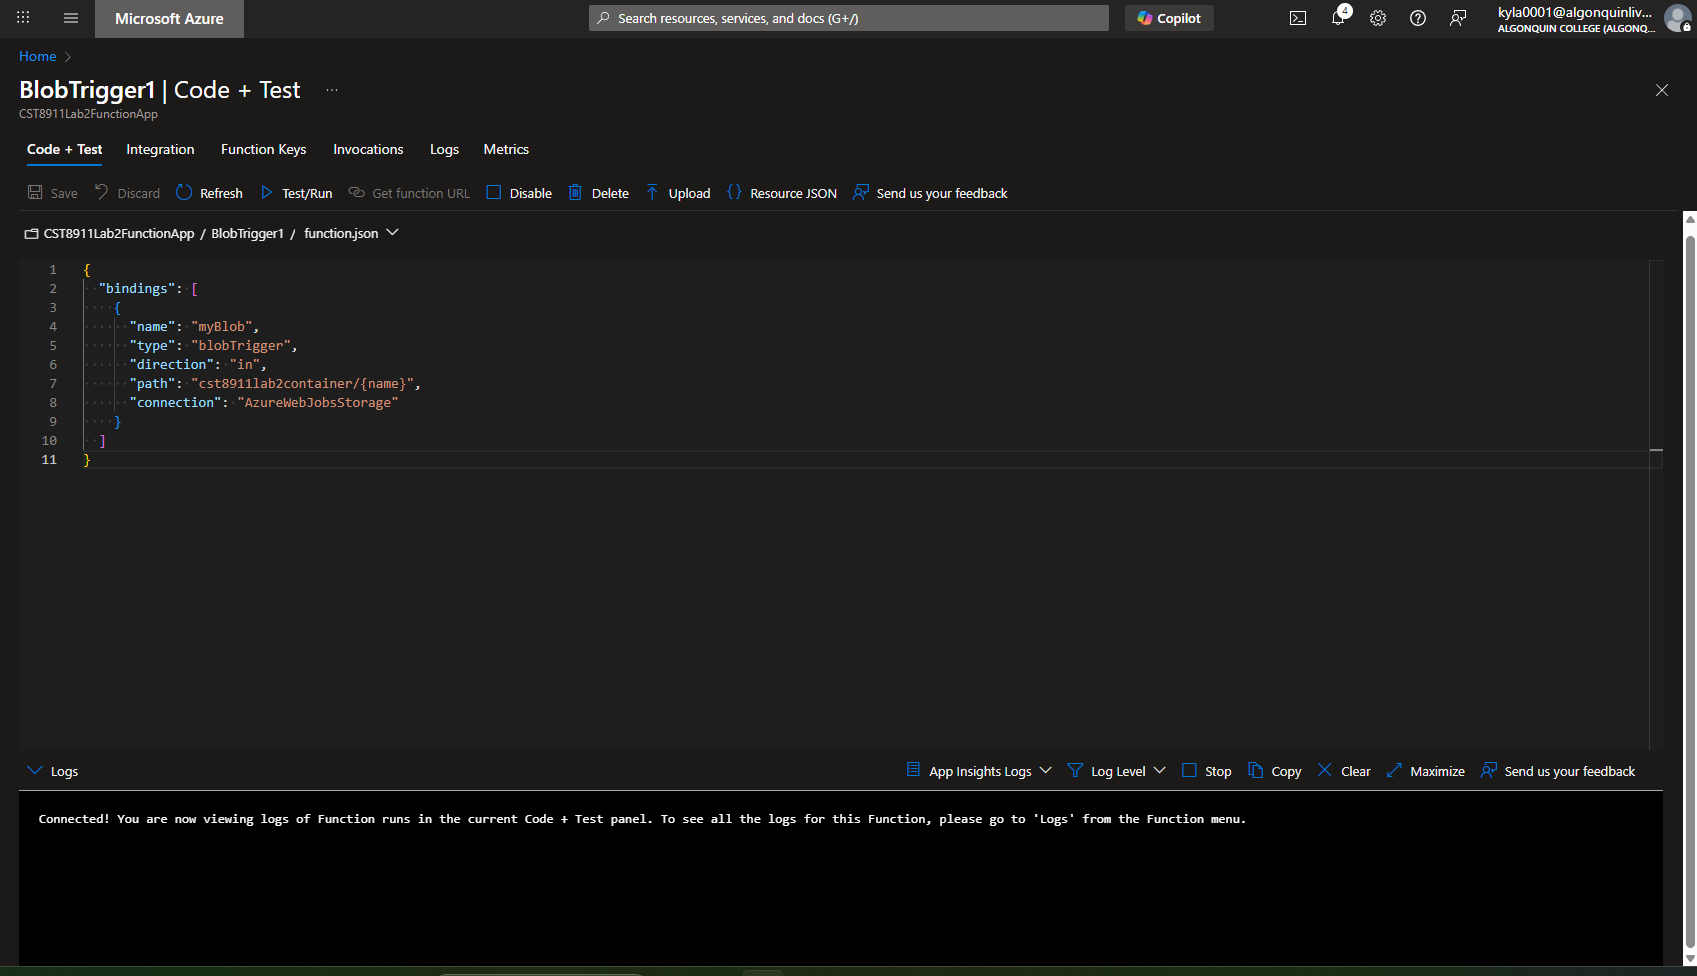 Microsoft Azure
Search resources, services, and docs (G+/)
Copilot
4
kyla0001@algonquinliv...
ALGONQUIN COLLEGE (ALGONQ...
Home
BlobTrigger1 | Code + Test ...
CST8911Lab2FunctionApp
Code + Test Integration Function Keys Invocations Logs Metrics
Save Discard Refresh Test/Run Get function URL Disable Delete Upload Resource JSON Send us your feedback
CST8911Lab2FunctionApp / BlobTrigger1 / function.json
1 {
2 "bindings": [
3 {
4 "name": "myBlob",
5 "type": "blobTrigger",
6 "direction": "in",
7 "path": "cst8911lab2container/{name}",
8 "connection": "AzureWebJobsStorage"
9 }
10 ]
11 }
Logs App Insights Logs Log Level Stop Copy Clear Maximize Send us your feedback
Connected! You are now viewing logs of Function runs in the current Code + Test panel. To see all the logs for this Function, please go to 'Logs' from the Function menu.